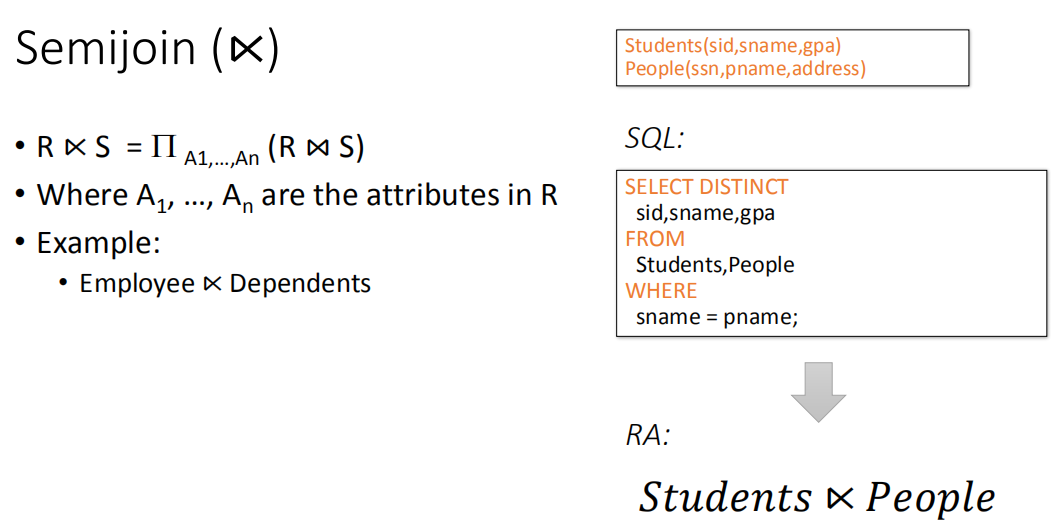 Semijoin (⋉)
• R ⋉ S = Π A1,…,An (R ⋈ S)
• Where A1, …, An are the attributes in R
• Example:
• Employee ⋉ Dependents
Students(sid,sname,gpa)
People(ssn,pname,address)
SQL:
SELECT DISTINCT
sid,sname,gpa
FROM
Students,People
WHERE
sname = pname;
RA:
Students ⋉ People